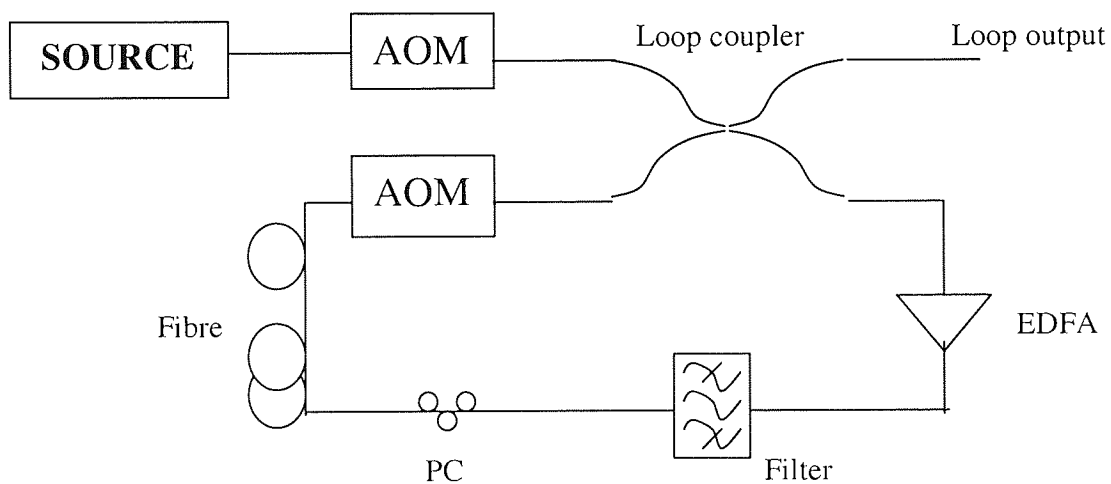 SOURCE
AOM
Loop coupler
Loop output
AOM
Fibre
EDFA
PC
Filter